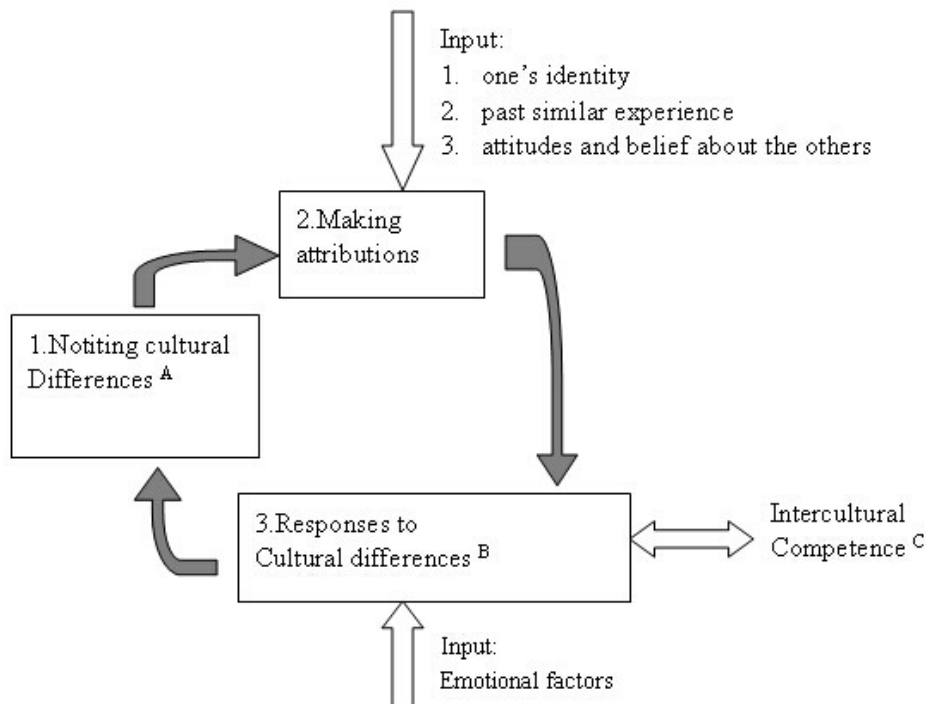 Input:
1. one's identity
2. past similar experience
3. attitudes and belief about the others
2.Making
attributions
1.Notiting cultural
Differences A
3.Responses to
Cultural differences B
Intercultural
Competence C
Input:
Emotional factors